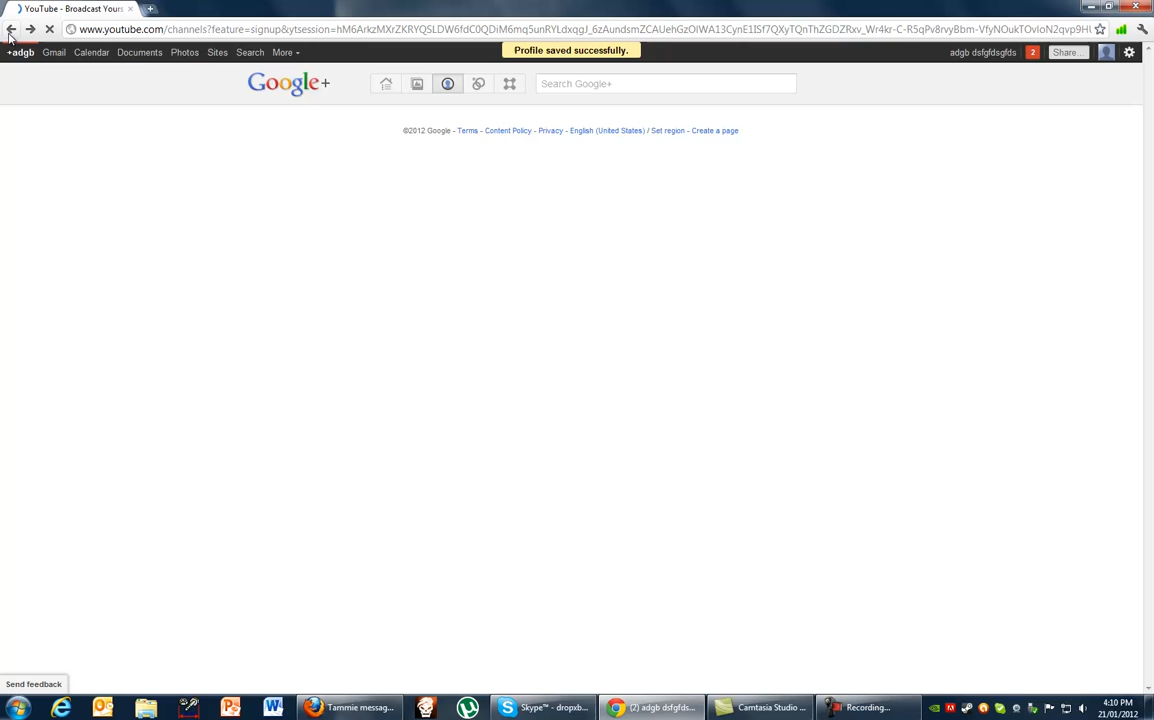 YouTube - Broadcast Yours
www.youtube.com/channels?feature=signup&ytsession=
Profile saved successfully.
+adgb Gmail Calendar Documents Photos Sites Search More adgb dsfgfdsgfds 2 Share...
Google+ Search Google+
©2012 Google - Terms - Content Policy - Privacy - English (United States) / Set region - Create a page
Send feedback
Tammie messag... Skype™ - dropxb... (2) adgb dsfgfds... Camtasia Studio ... Recording... 4:10 PM
21/01/2012